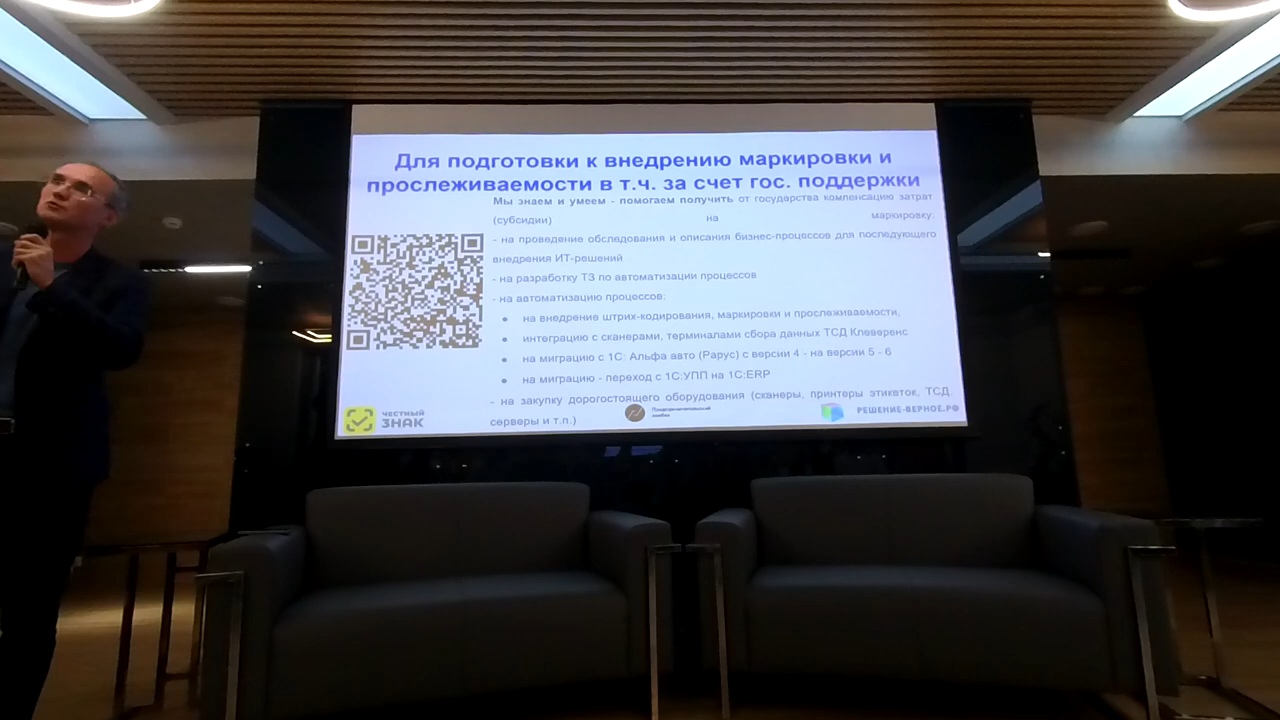 Для подготовки к внедрению маркировки и
прослеживаемости в т.ч. за счет гос. поддержки
Мы знаем и умеем - помогаем получить от государства компенсацию затрат
(субсидии) на маркировку:
- на проведение обследования и описания бизнес-процессов для последующего
внедрения ИТ-решений
- на разработку ТЗ по автоматизации процессов
- на автоматизацию процессов:
• на внедрение штрих-кодирования, маркировки и прослеживаемости,
• интеграцию с сканерами, терминалами сбора данных ТСД Клеверенс
• на миграцию с 1С: Альфа авто (Рарус) с версии 4 - на версии 5 - 6
• на миграцию - переход с 1С:УПП на 1С:ERP
- на закупку дорогостоящего оборудования (сканеры, принтеры этикеток, ТСД,
серверы и т.п.)
ЧЕСТНЫЙ
ЗНАК
РЕШЕНИЕ-ВЕРНОЕ.РФ